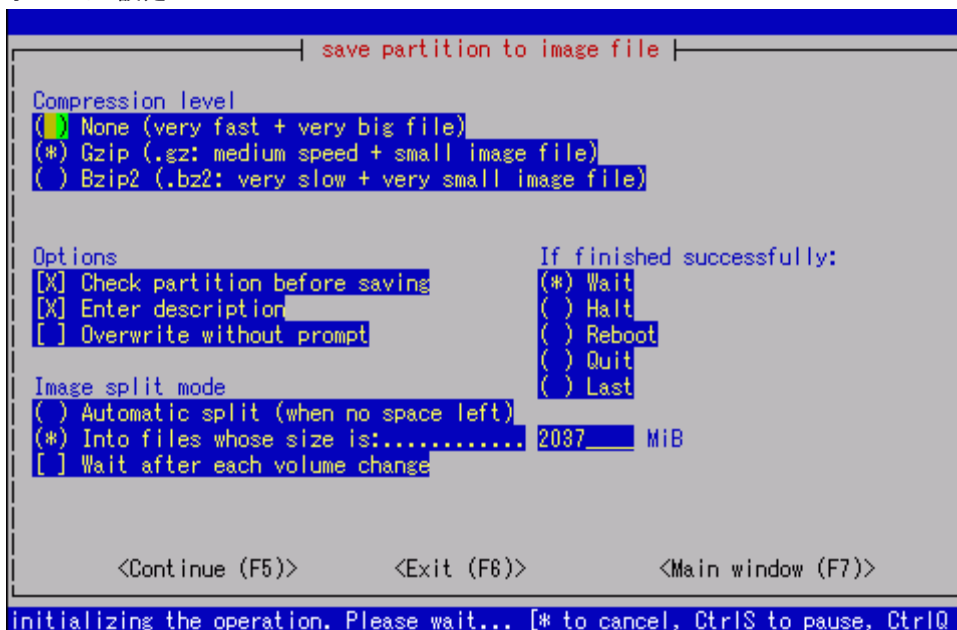 save partition to image file
Compression level
( ) None (very fast + very big file)
(*) Gzip (.gz: medium speed + small image file)
( ) Bzip2 (.bz2: very slow + very small image file)
Options
[X] Check partition before saving
[X] Enter description
[ ] Overwrite without prompt
If finished successfully:
(*) Wait
( ) Halt
( ) Reboot
( ) Quit
( ) Last
Image split mode
( ) Automatic split (when no space left)
(*) Into files whose size is:............ 2037____ MiB
[ ] Wait after each volume change
<Continue (F5)> <Exit (F6)> <Main window (F7)>
initializing the operation. Please wait... [* to cancel, CtrlS to pause, CtrlQ